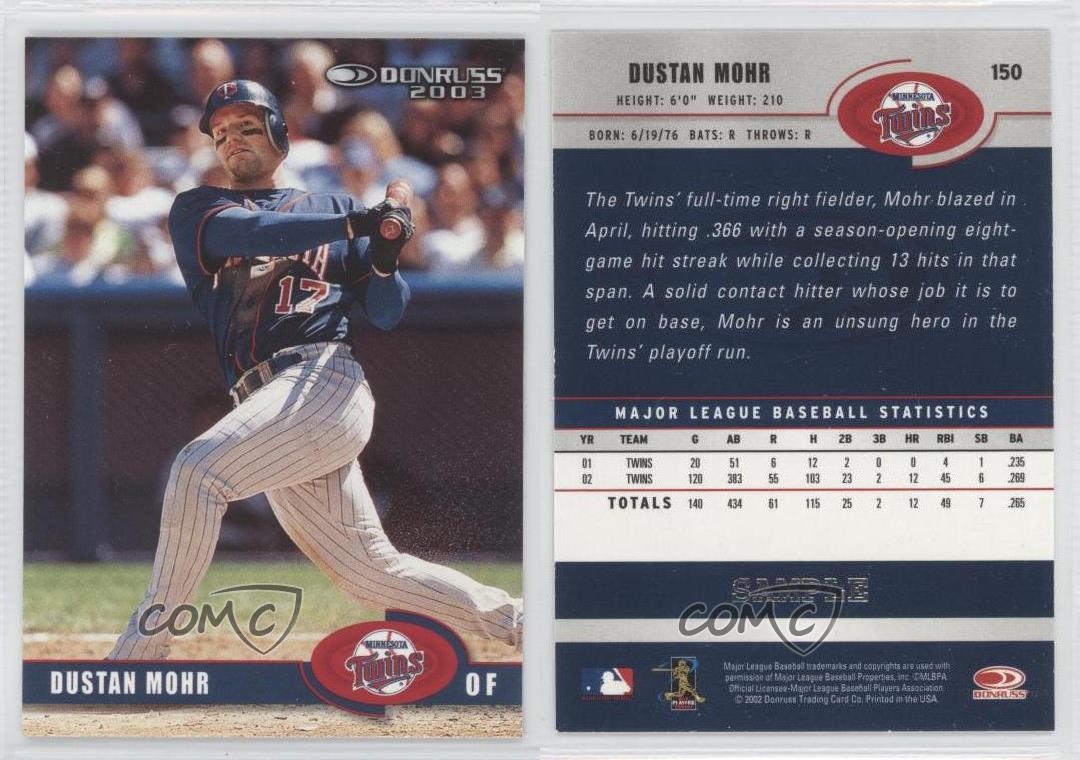 DONRUSS
2003
17
COMC
DUSTAN MOHR
MINNESOTA
Twins
OF
DUSTAN MOHR
150
HEIGHT: 6'0" WEIGHT: 210
MINNESOTA
Twins
BORN: 6/19/76 BATS: R THROWS: R
The Twins' full-time right fielder, Mohr blazed in
April, hitting .366 with a season-opening eight-
game hit streak while collecting 13 hits in that
span. A solid contact hitter whose job it is to
get on base, Mohr is an unsung hero in the
Twins' playoff run.
MAJOR LEAGUE BASEBALL STATISTICS
YR TEAM G AB R H 2B 3B HR RBI SB BA
01 TWINS 20 51 6 12 2 0 0 4 1 .235
02 TWINS 120 383 55 103 23 2 12 45 6 .269
TOTALS 140 434 61 115 25 2 12 49 7 .265
SAMPLE
COMC
Major League Baseball trademarks and copyrights are used with
permission of Major League Baseball Properties, Inc. ©MLBPA
Official Licensee-Major League Baseball Players Association.
© 2002 Donruss Trading Card Co. Printed in the USA.
PLAYERS
DONRUSS